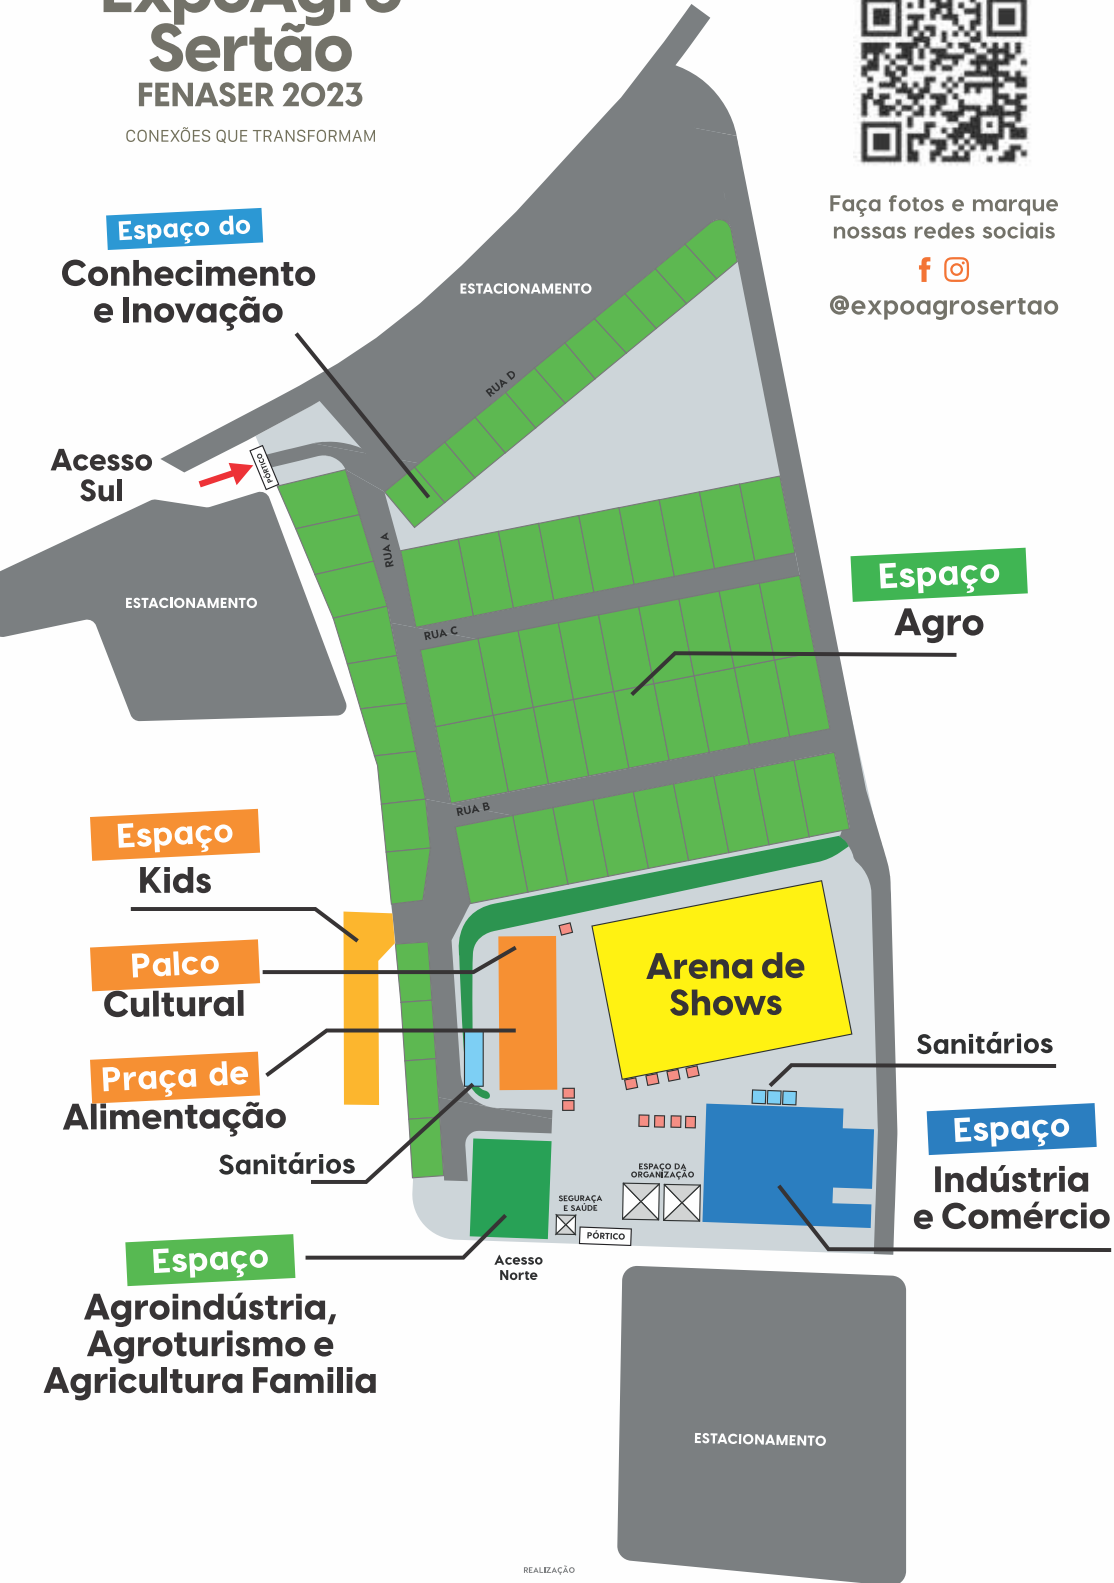 ExpoAgro
Sertão
FENASER 2023
CONEXÕES QUE TRANSFORMAM
Faça fotos e marque
nossas redes sociais
@expoagrosertao
Espaço do
Conhecimento
e Inovação
ESTACIONAMENTO
RUA D
Acesso
Sul
PÓRTICO
RUA A
ESTACIONAMENTO
Espaço
Agro
RUA C
RUA B
Espaço
Kids
Palco
Cultural
Arena de
Shows
Praça de
Alimentação
Sanitários
Sanitários
Espaço
Indústria
e Comércio
ESPAÇO DA
ORGANIZAÇÃO
SEGURAÇA
E SAÚDE
PÓRTICO
Acesso
Norte
Espaço
Agroindústria,
Agroturismo e
Agricultura Familia
ESTACIONAMENTO
REALIZAÇÃO